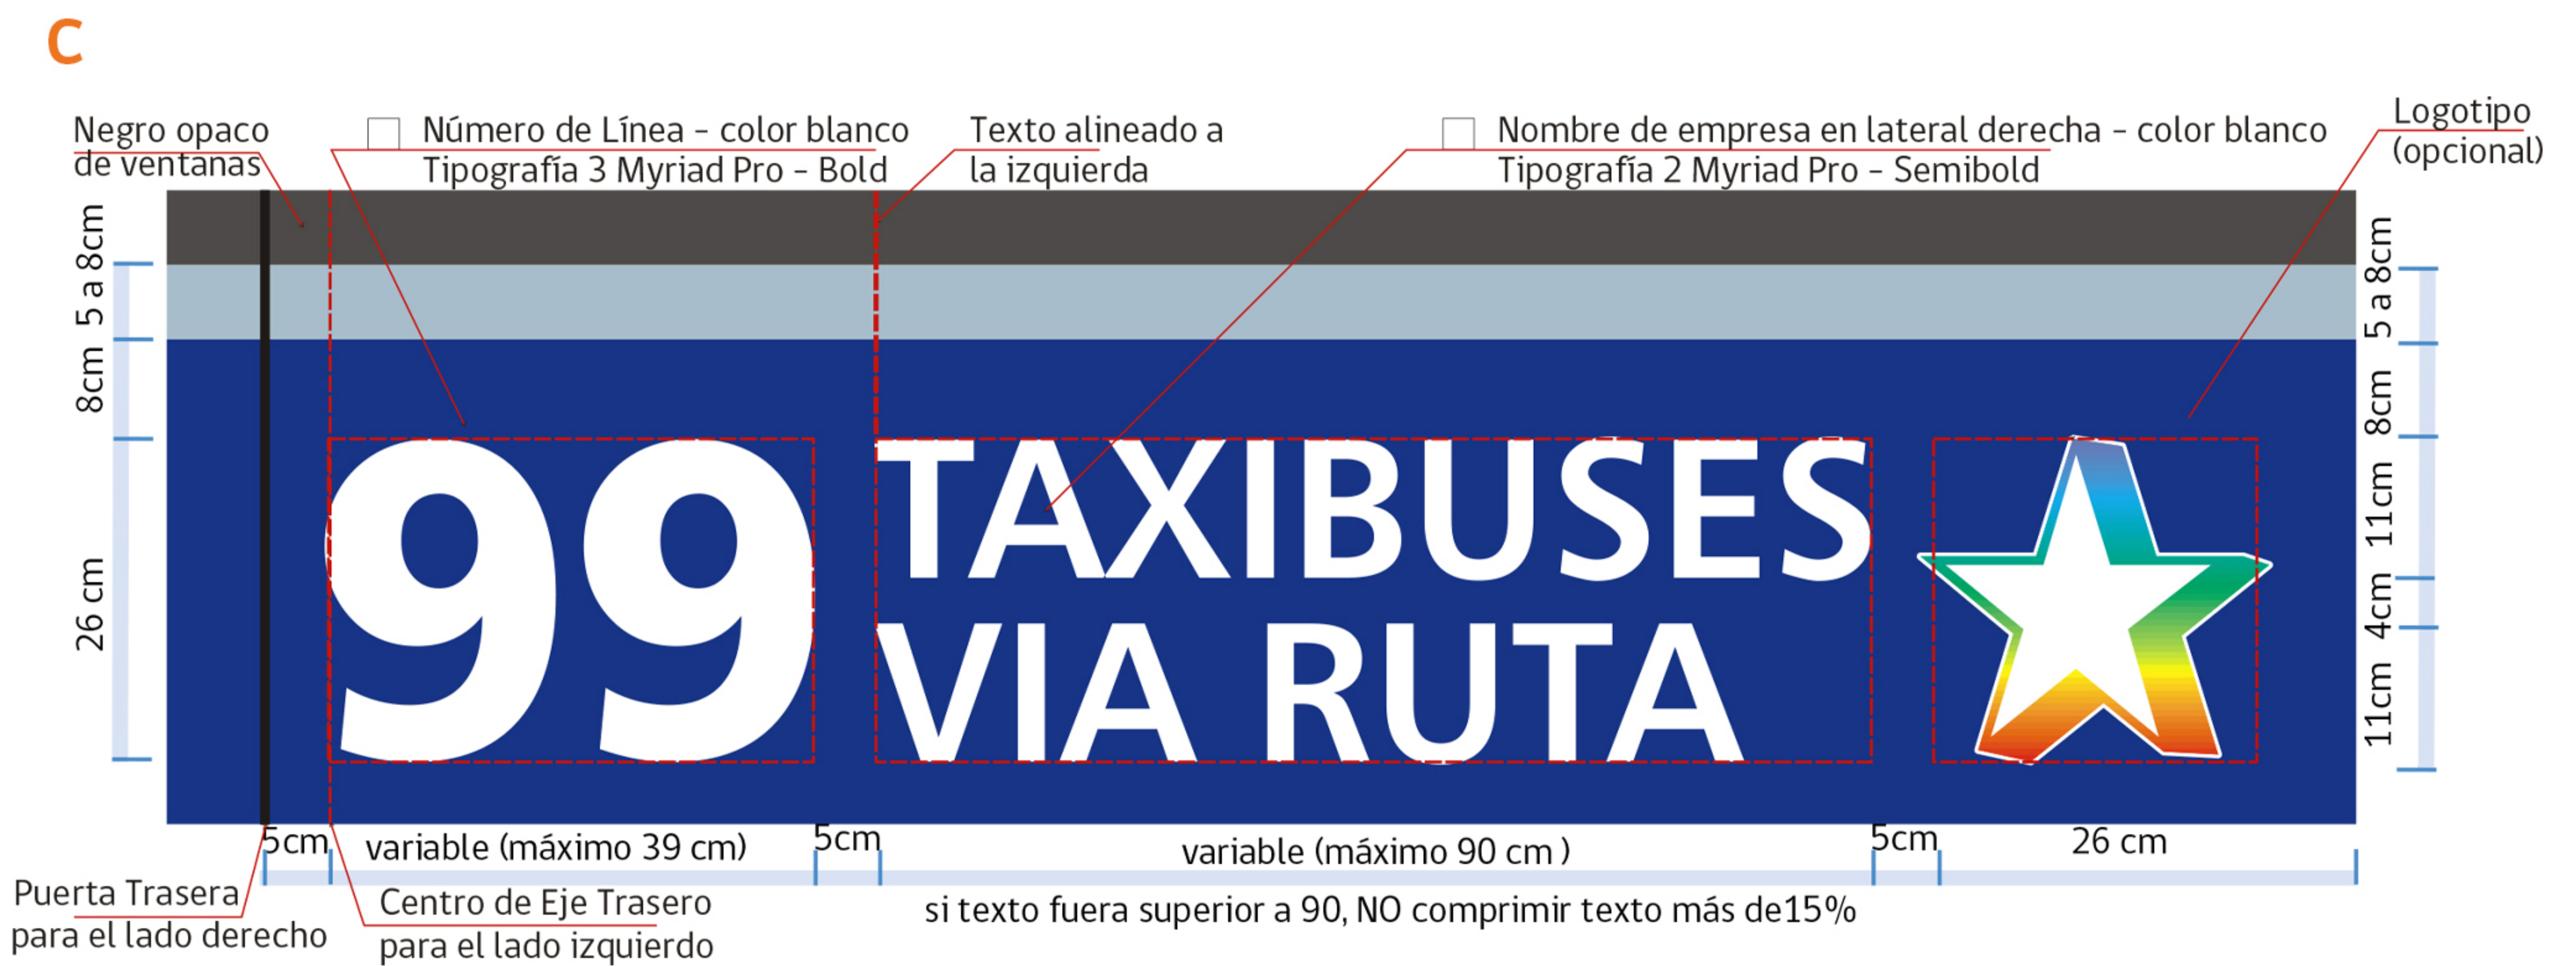 C
Negro opaco
de ventanas
Número de Línea - color blanco
Tipografía 3 Myriad Pro - Bold
Texto alineado a
la izquierda
Nombre de empresa en lateral derecha - color blanco
Tipografía 2 Myriad Pro - Semibold
Logotipo
(opcional)
5 a 8cm
8cm
26 cm
99
TAXIBUSES
VIA RUTA
5 a 8cm
8cm
11cm
4cm
11cm
5cm
variable (máximo 39 cm)
5cm
variable (máximo 90 cm )
5cm
26 cm
Puerta Trasera
para el lado derecho
Centro de Eje Trasero
para el lado izquierdo
si texto fuera superior a 90, NO comprimir texto más de15%